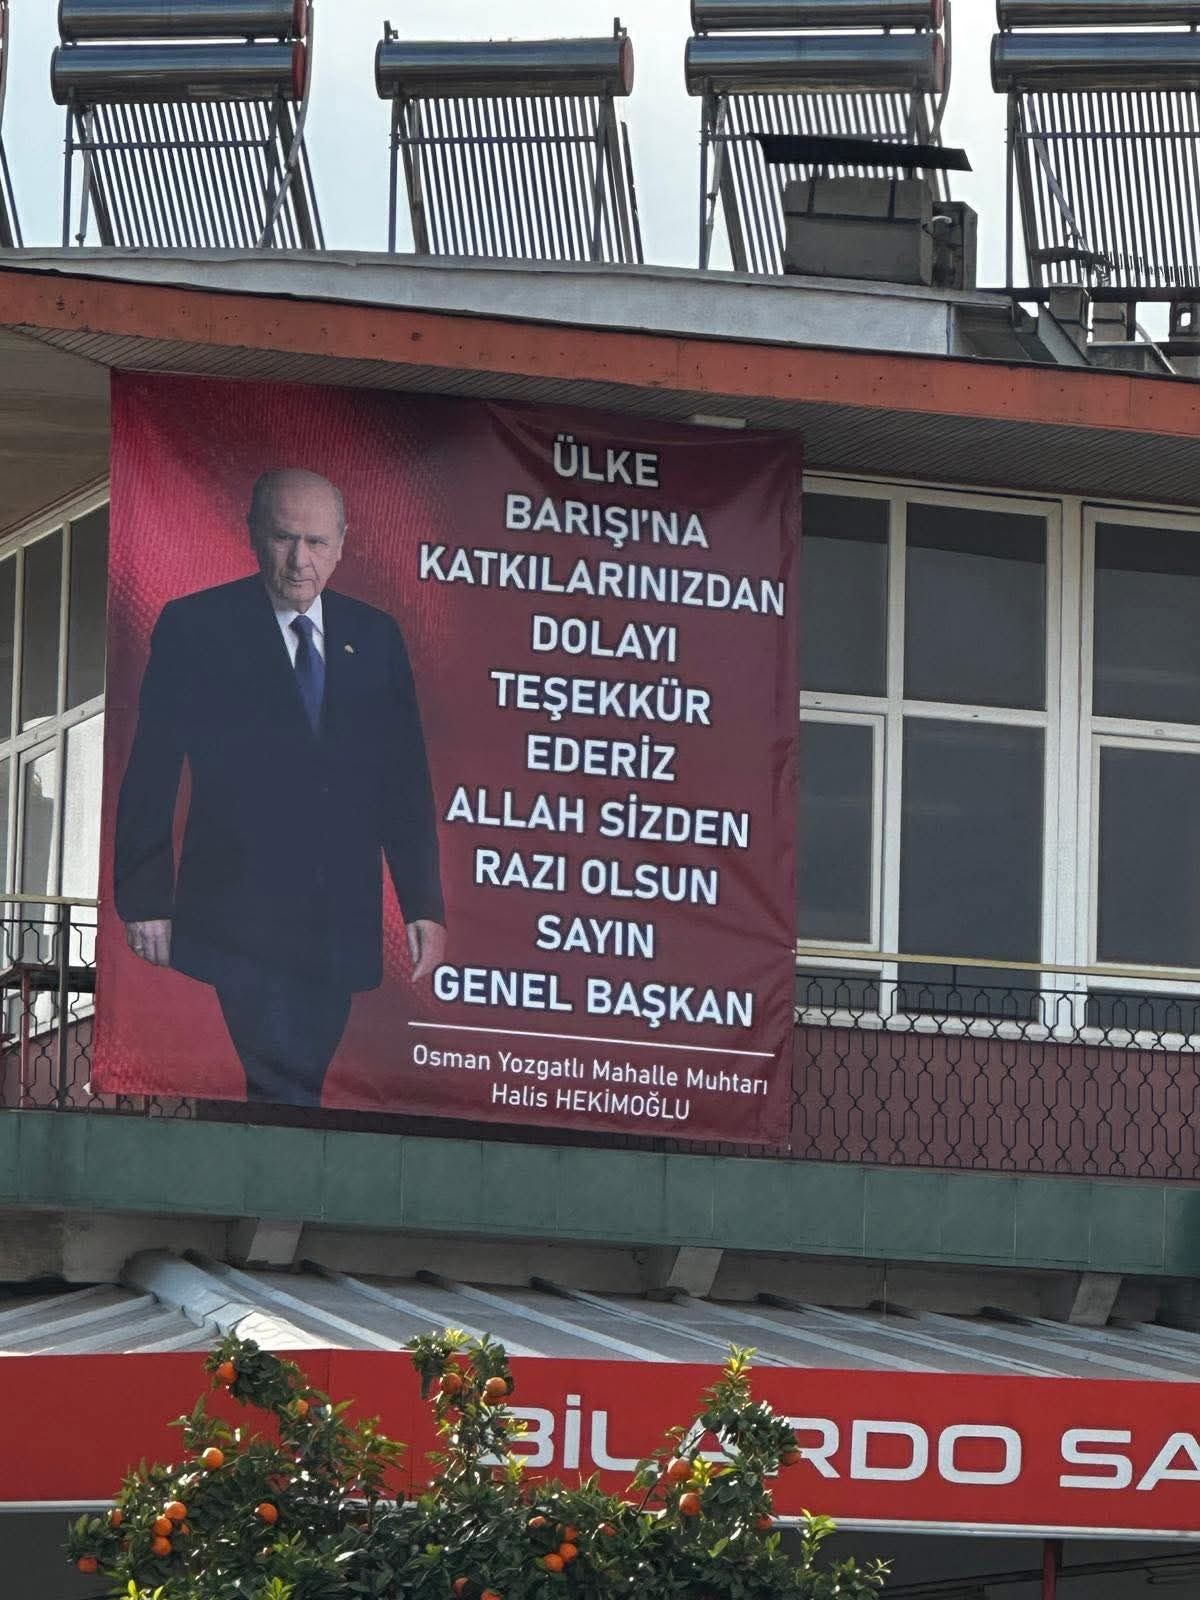 ÜLKE
BARIŞI'NA
KATKILARINIZDAN
DOLAYI
TEŞEKKÜR
EDERİZ
ALLAH SİZDEN
RAZI OLSUN
SAYIN
GENEL BAŞKAN
Osman Yozgatlı Mahalle Muhtarı
Halis HEKİMOĞLU
BİLARDO SA